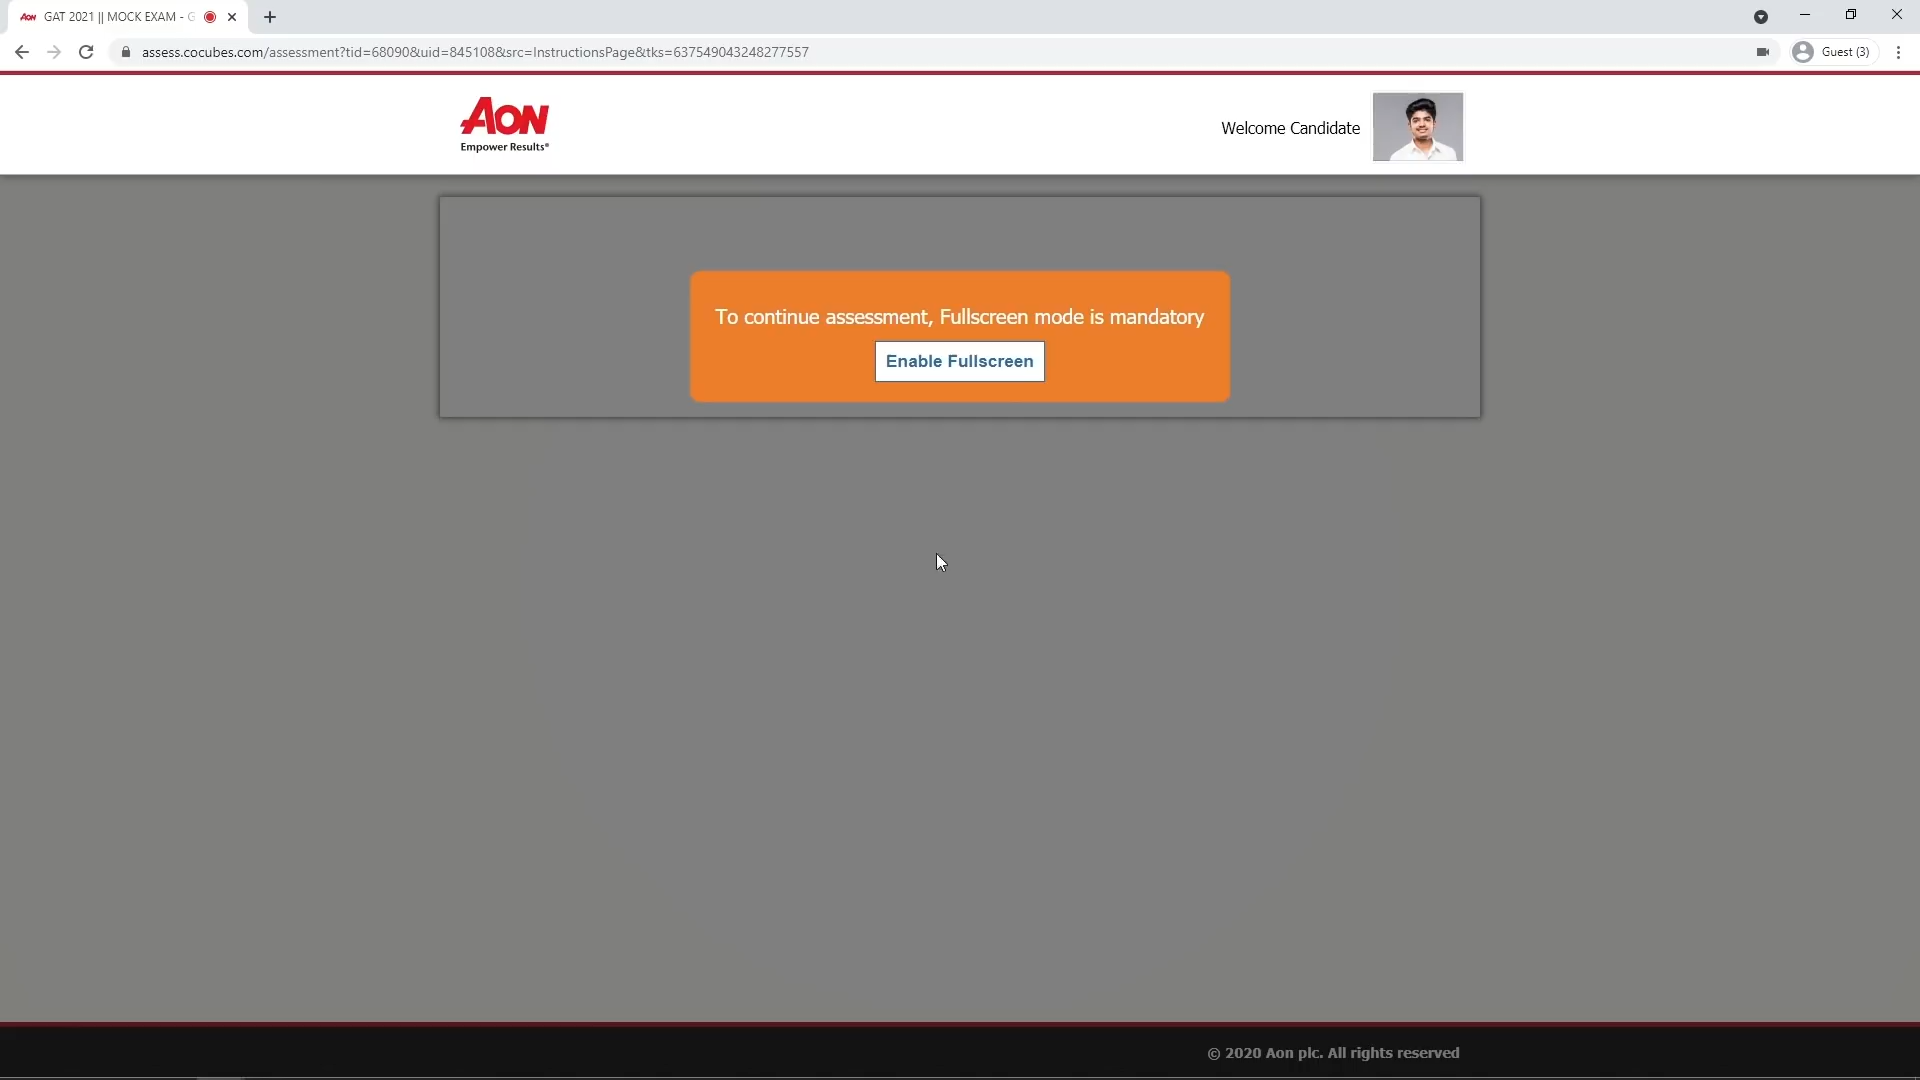 Aon GAT 2021 || MOCK EXAM - G
assess.cocubes.com/assessment?tid=68090&uid=845108&src=InstructionsPage&tks=637549043248277557
Guest (3)
AON
Empower Results®
Welcome Candidate
To continue assessment, Fullscreen mode is mandatory
Enable Fullscreen
© 2020 Aon plc. All rights reserved